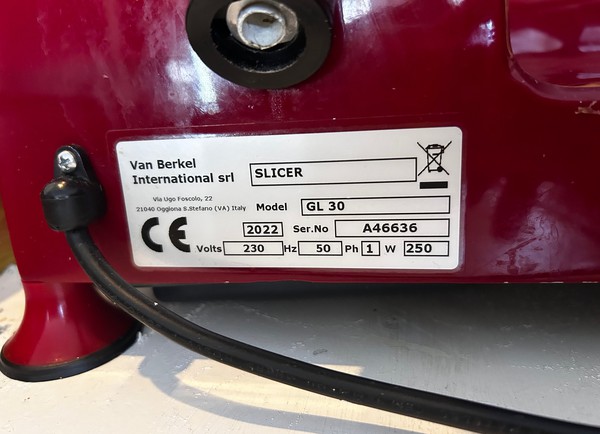 Van Berkel
International srl
SLICER
Via Ugo Foscolo, 22
21040 Oggiona S.Stefano (VA) Italy
Model GL 30
CE 2022 Ser.No A46636
Volts 230 Hz 50 Ph 1 W 250